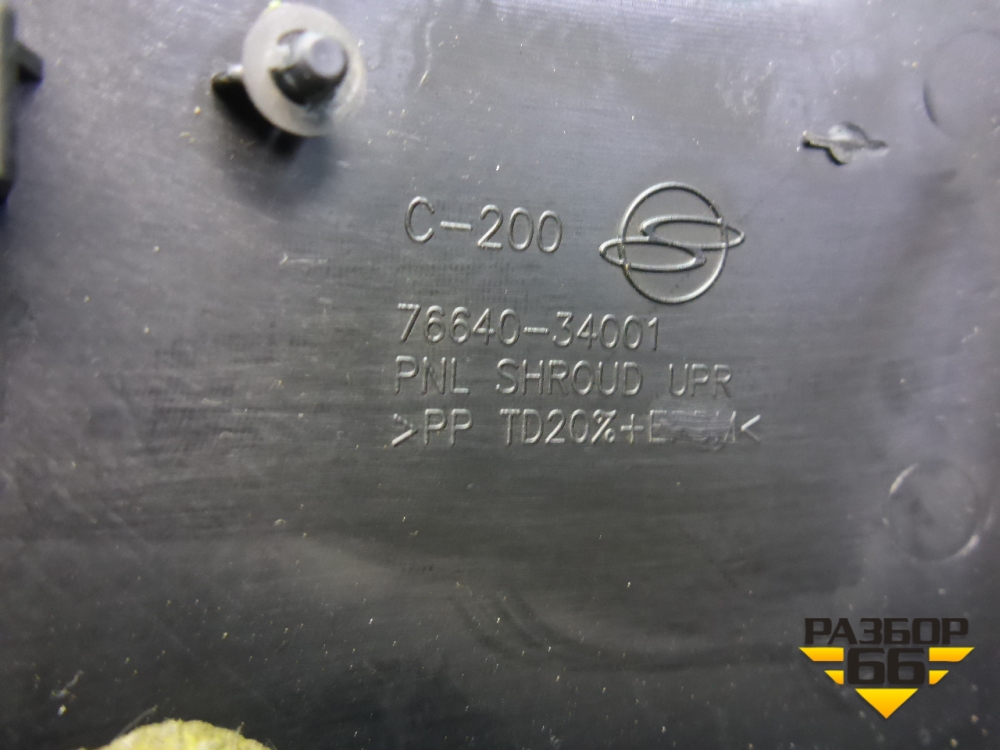 C-200
76640-34001
PNL SHROUD UPR
>PP TD20%+
РАЗБОР
66